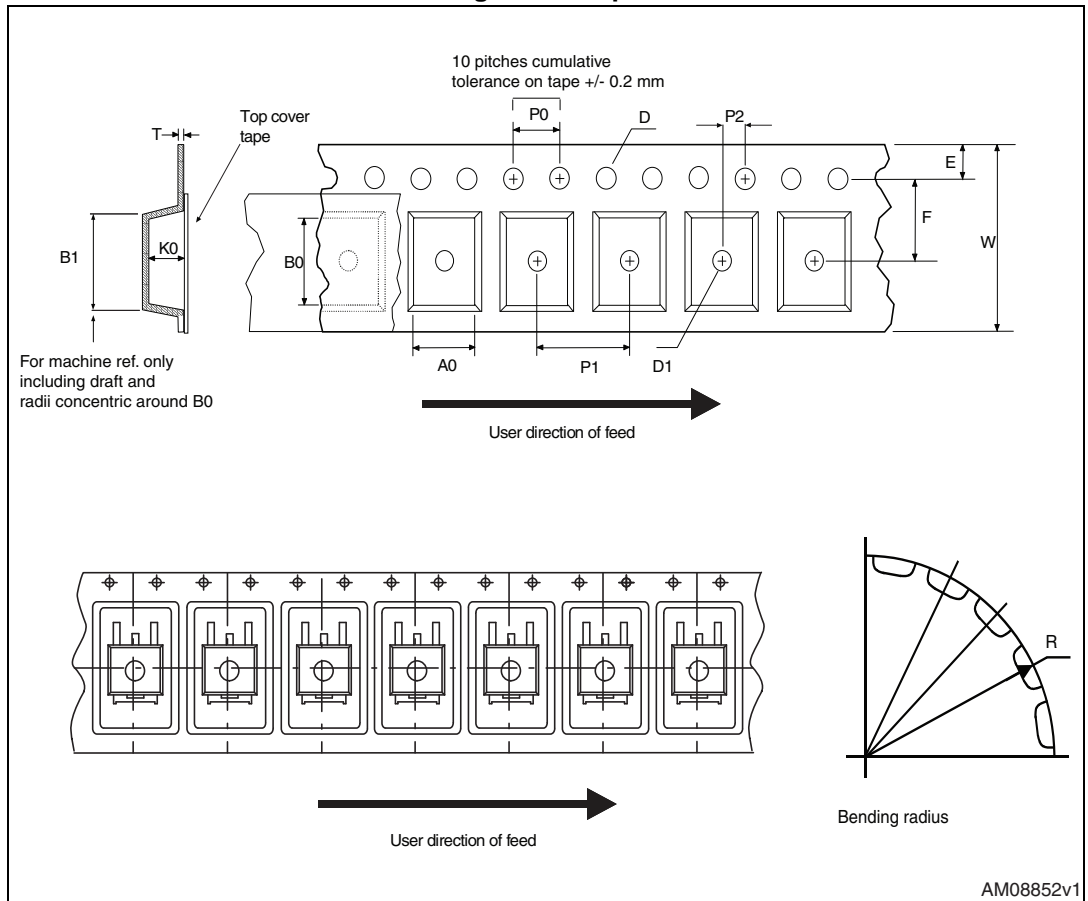 10 pitches cumulative
tolerance on tape +/- 0.2 mm
Top cover
tape
T
P0
D
P2
E
F
W
B1
K0
B0
A0
P1
D1
For machine ref. only
including draft and
radii concentric around B0
User direction of feed
R
Bending radius
User direction of feed
AM08852v1